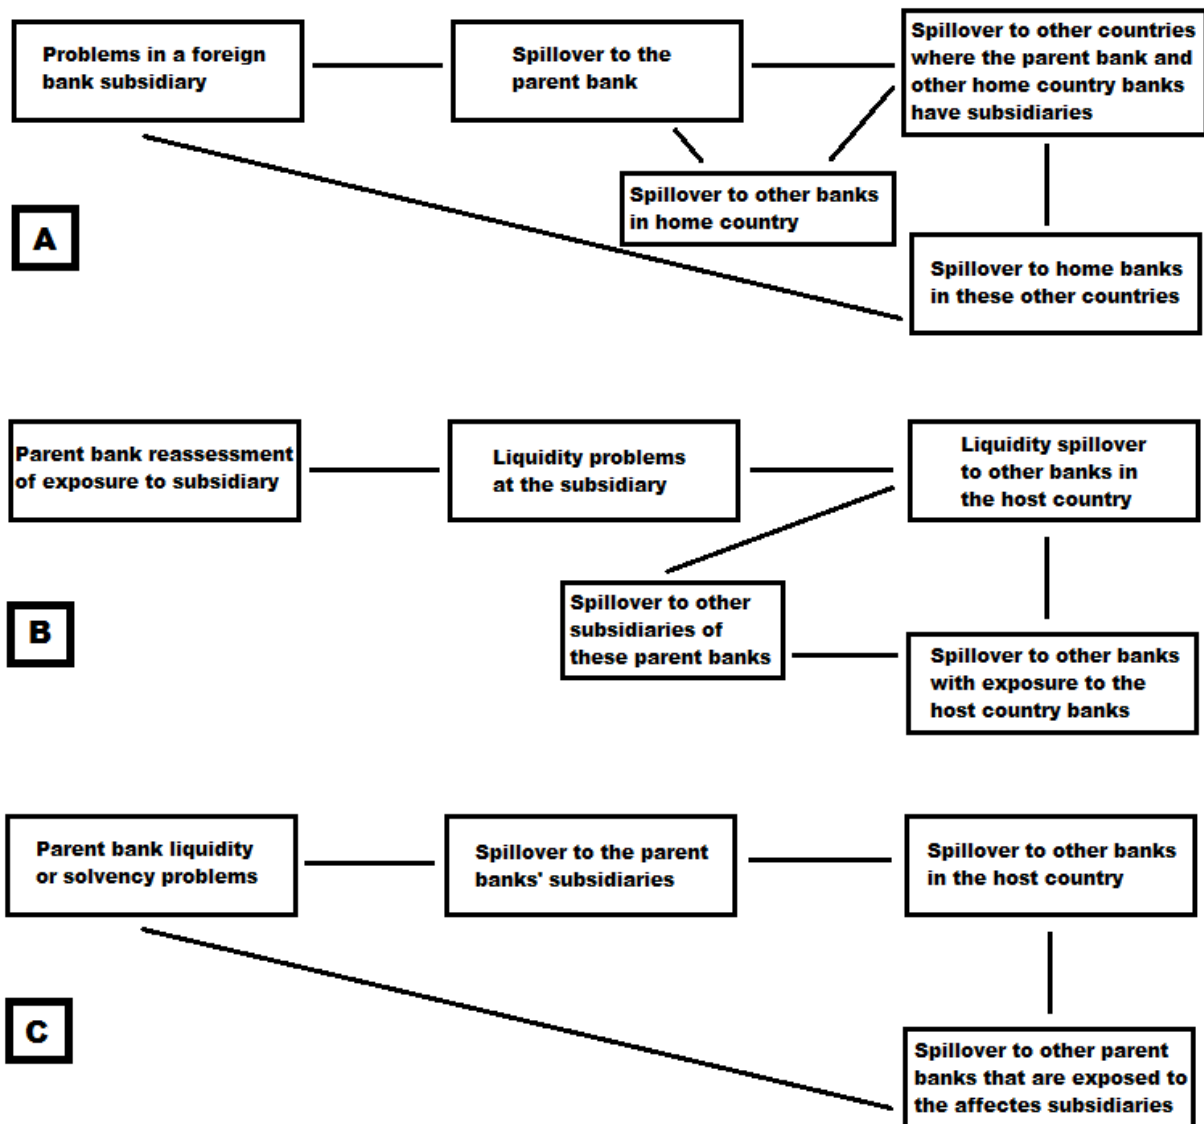 Problems in a foreign
bank subsidiary
Spillover to the
parent bank
Spillover to other countries
where the parent bank and
other home country banks
have subsidiaries
Spillover to other banks
in home country
A
Spillover to home banks
in these other countries
Parent bank reassessment
of exposure to subsidiary
Liquidity problems
at the subsidiary
Liquidity spillover
to other banks in
the host country
Spillover to other
subsidiaries of
these parent banks
B
Spillover to other banks
with exposure to the
host country banks
Parent bank liquidity
or solvency problems
Spillover to the parent
banks' subsidiaries
Spillover to other banks
in the host country
C
Spillover to other parent
banks that are exposed to
the affectes subsidiaries